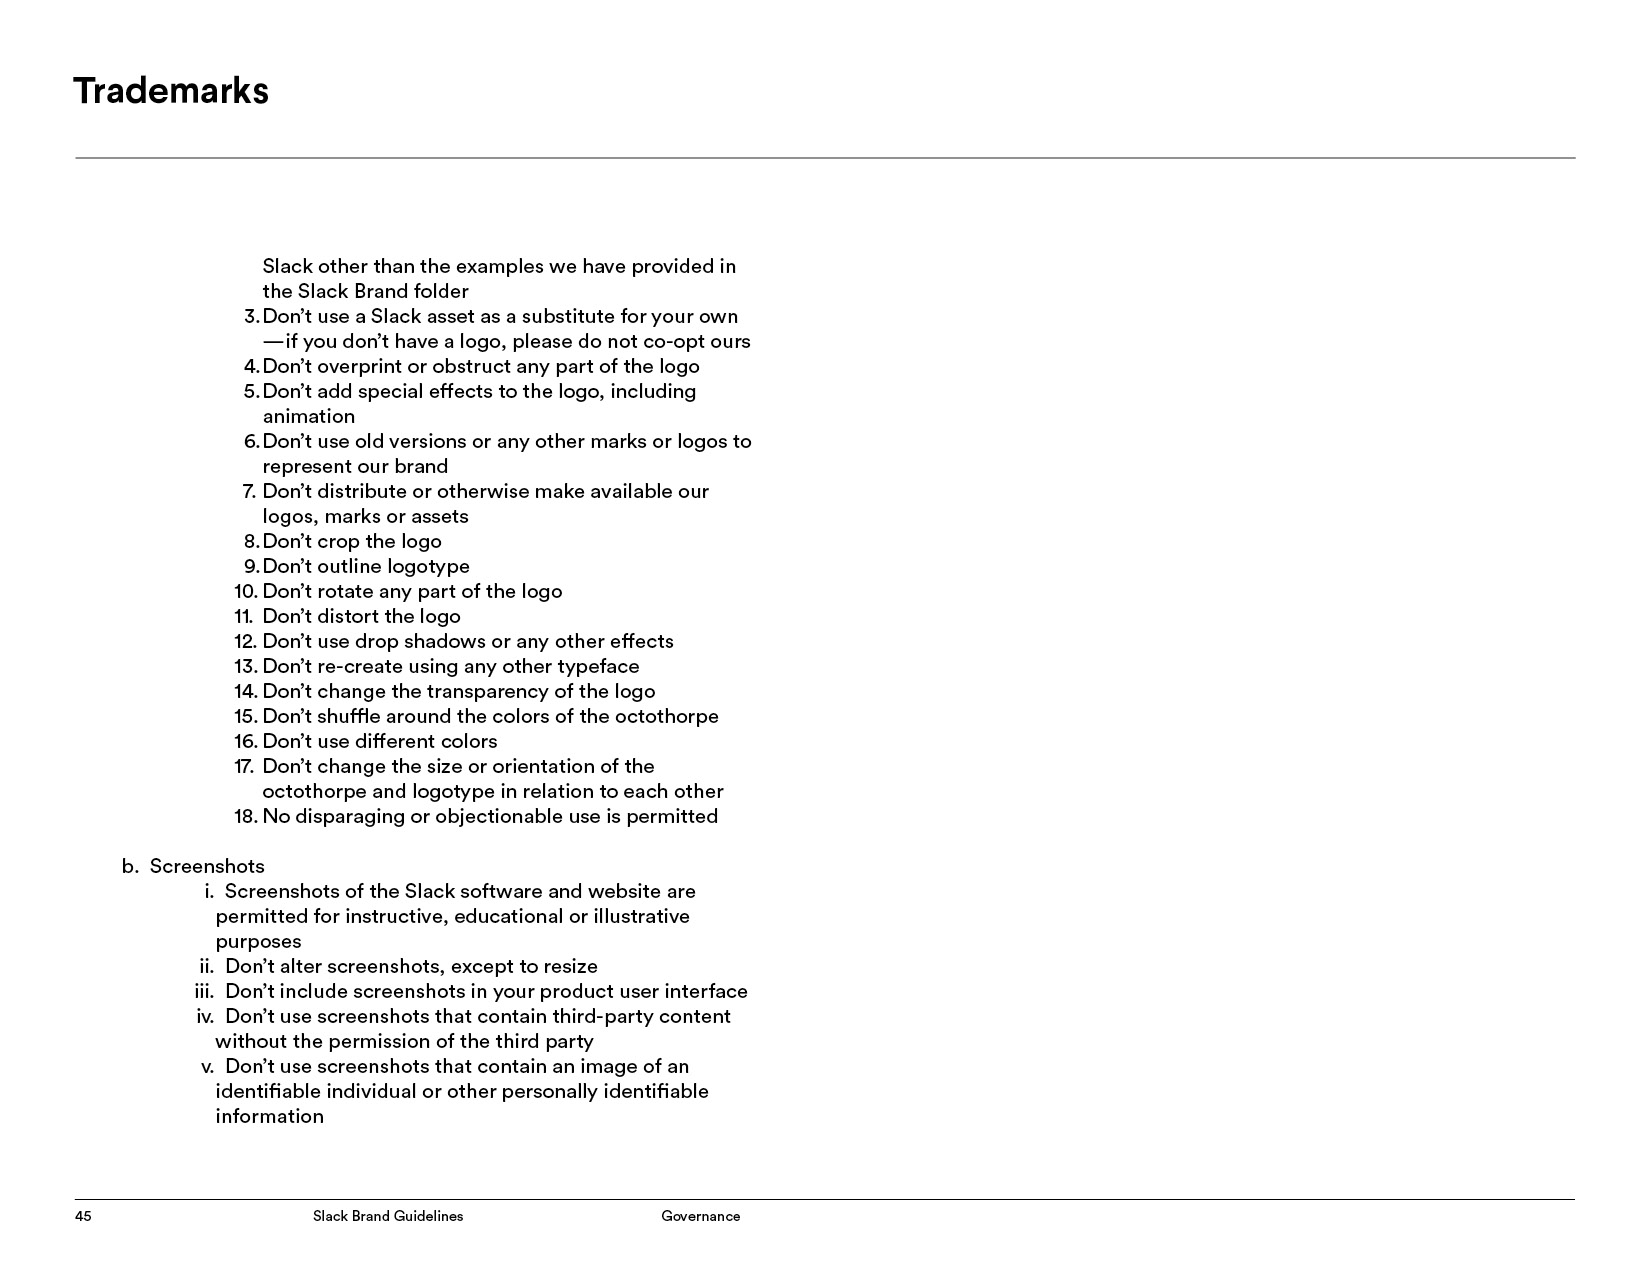 Trademarks
Slack other than the examples we have provided in
the Slack Brand folder
3. Don’t use a Slack asset as a substitute for your own
—if you don’t have a logo, please do not co-opt ours
4. Don’t overprint or obstruct any part of the logo
5. Don’t add special effects to the logo, including
animation
6. Don’t use old versions or any other marks or logos to
represent our brand
7. Don’t distribute or otherwise make available our
logos, marks or assets
8. Don’t crop the logo
9. Don’t outline logotype
10. Don’t rotate any part of the logo
11. Don’t distort the logo
12. Don’t use drop shadows or any other effects
13. Don’t re-create using any other typeface
14. Don’t change the transparency of the logo
15. Don’t shuffle around the colors of the octothorpe
16. Don’t use different colors
17. Don’t change the size or orientation of the
octothorpe and logotype in relation to each other
18. No disparaging or objectionable use is permitted
b. Screenshots
i. Screenshots of the Slack software and website are
permitted for instructive, educational or illustrative
purposes
ii. Don’t alter screenshots, except to resize
iii. Don’t include screenshots in your product user interface
iv. Don’t use screenshots that contain third-party content
without the permission of the third party
v. Don’t use screenshots that contain an image of an
identifiable individual or other personally identifiable
information
45 Slack Brand Guidelines Governance